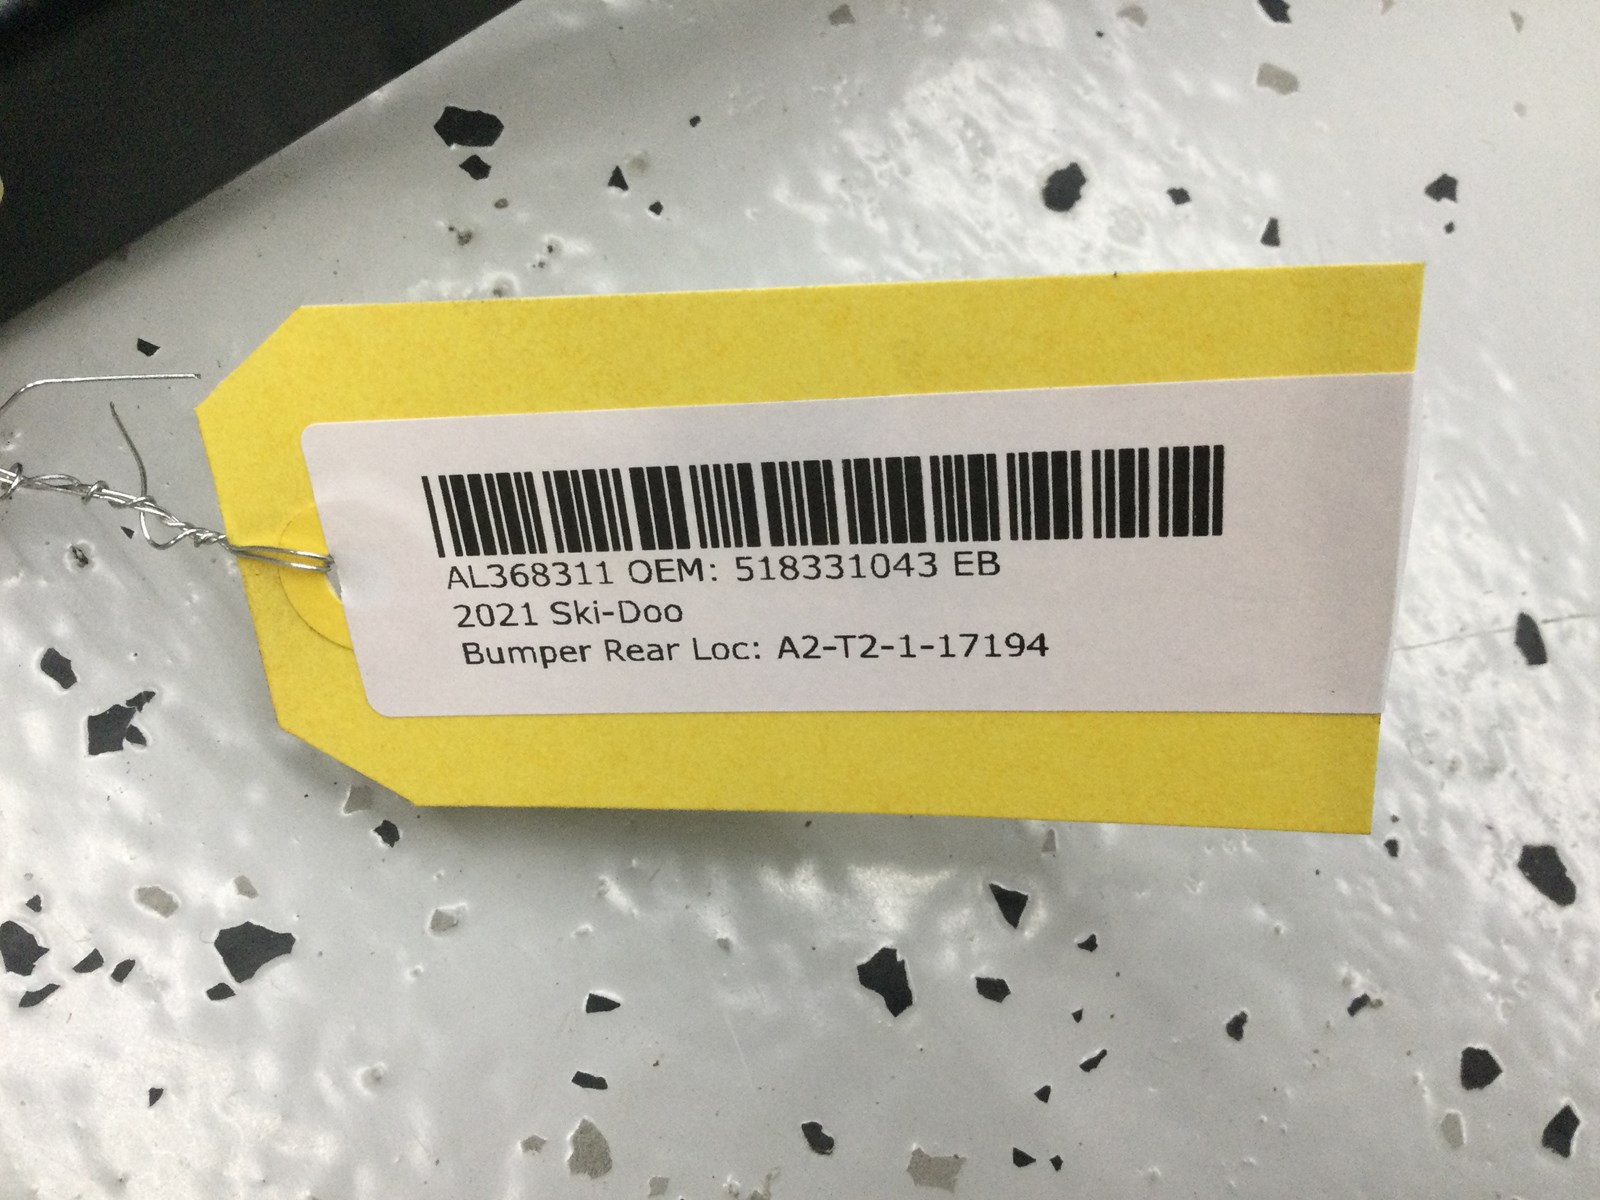 AL368311 OEM: 518331043 EB
2021 Ski-Doo
Bumper Rear Loc: A2-T2-1-17194